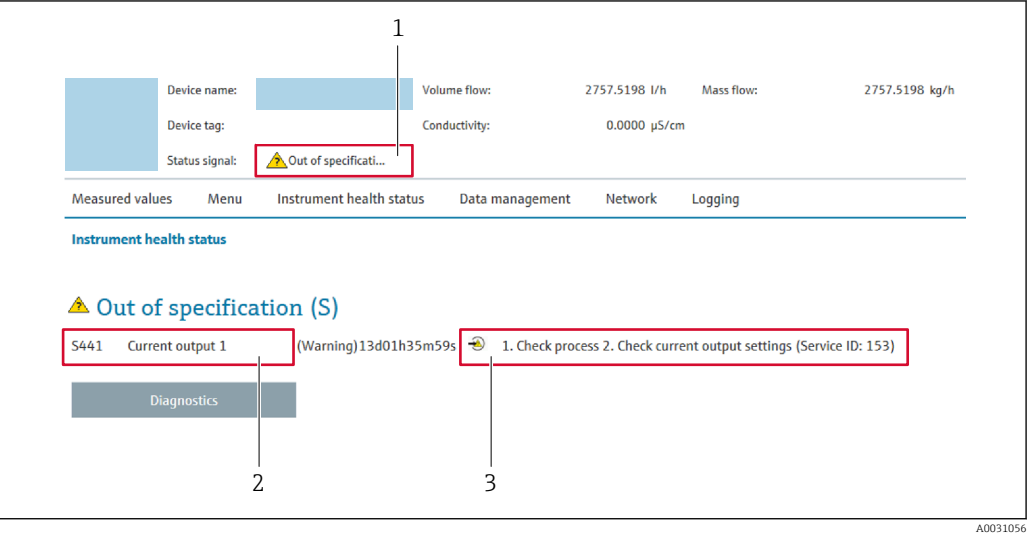 1
Device name: Volume flow: 2757.5198 l/h Mass flow: 2757.5198 kg/h
Device tag: Conductivity: 0.0000 µS/cm
Status signal: Out of specificati...
Measured values Menu Instrument health status Data management Network Logging
Instrument health status
Out of specification (S)
S441 Current output 1 (Warning)13d01h35m59s 1. Check process 2. Check current output settings (Service ID: 153)
Diagnostics
2 3
A0031056